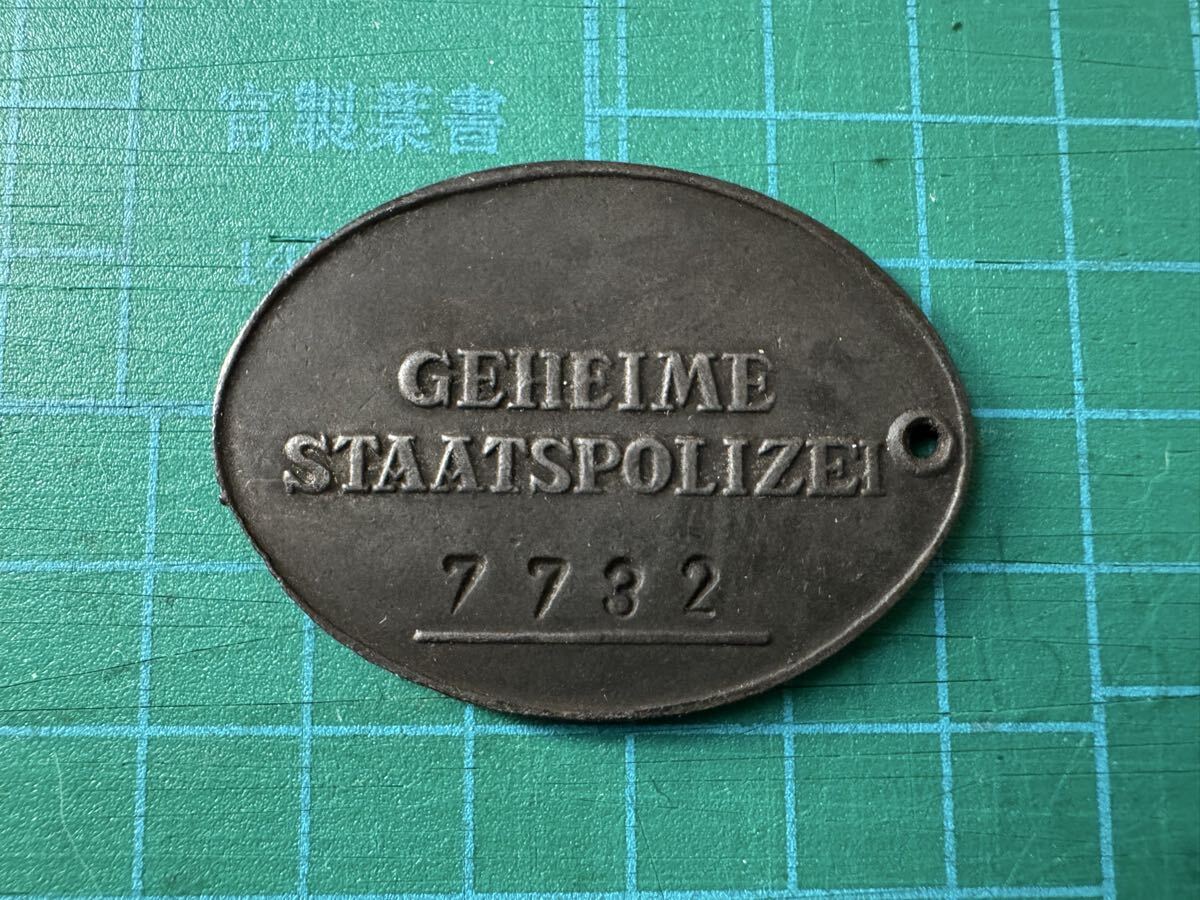 官製葉書
GEHEIME
STAATSPOLIZEI
7732